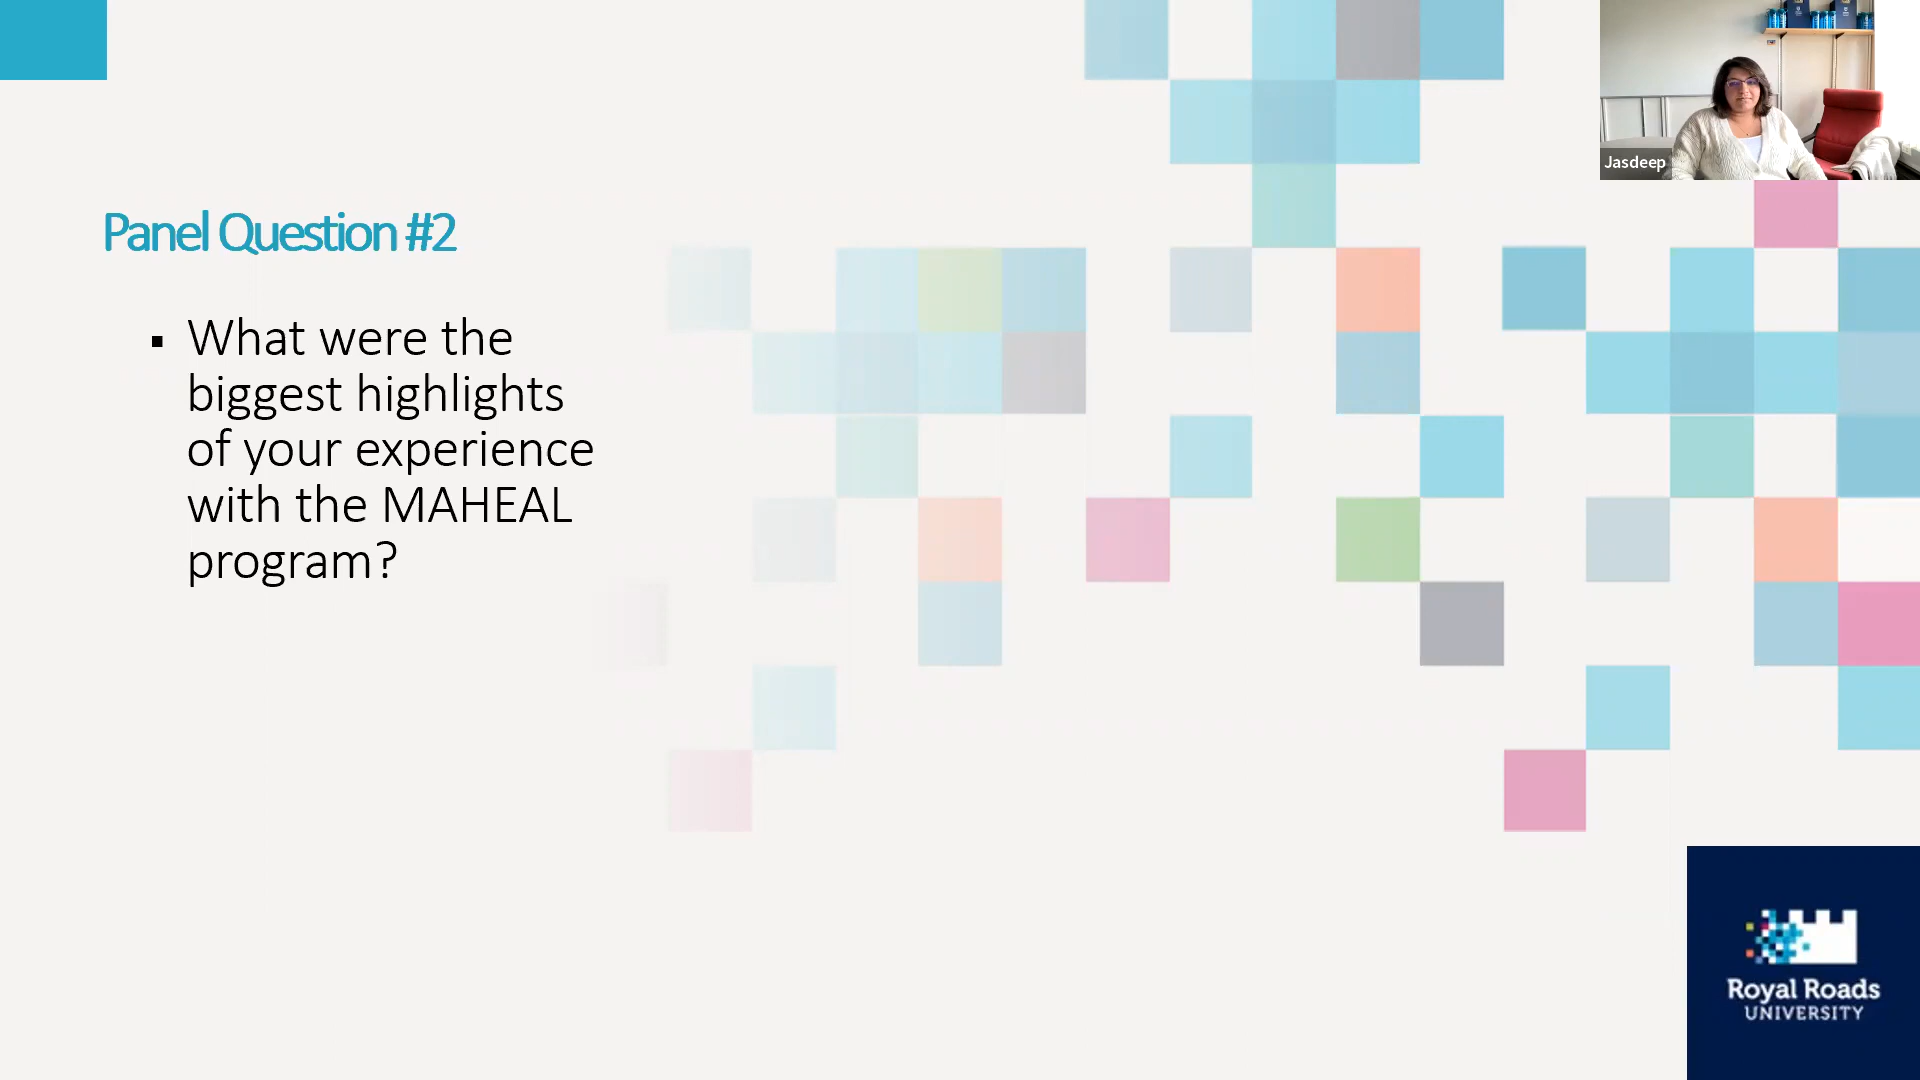 Jasdeep
Panel Question #2
▪ What were the
biggest highlights
of your experience
with the MAHEAL
program?
Royal Roads
UNIVERSITY